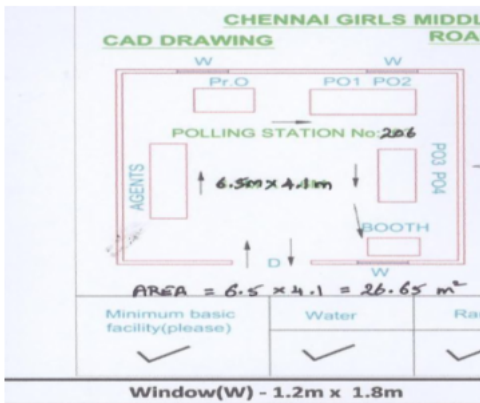 CHENNAI GIRLS MIDDL
CAD DRAWING ROA
W W
Pr.O PO1 PO2
POLLING STATION No: 206
AGENTS
6.5m x 4.1m
PO3 PO4
BOOTH
D
W
AREA = 6.5 x 4.1 = 26.65 m²
Minimum basic Water Ra
facility(please)
Window(W) - 1.2m x 1.8m